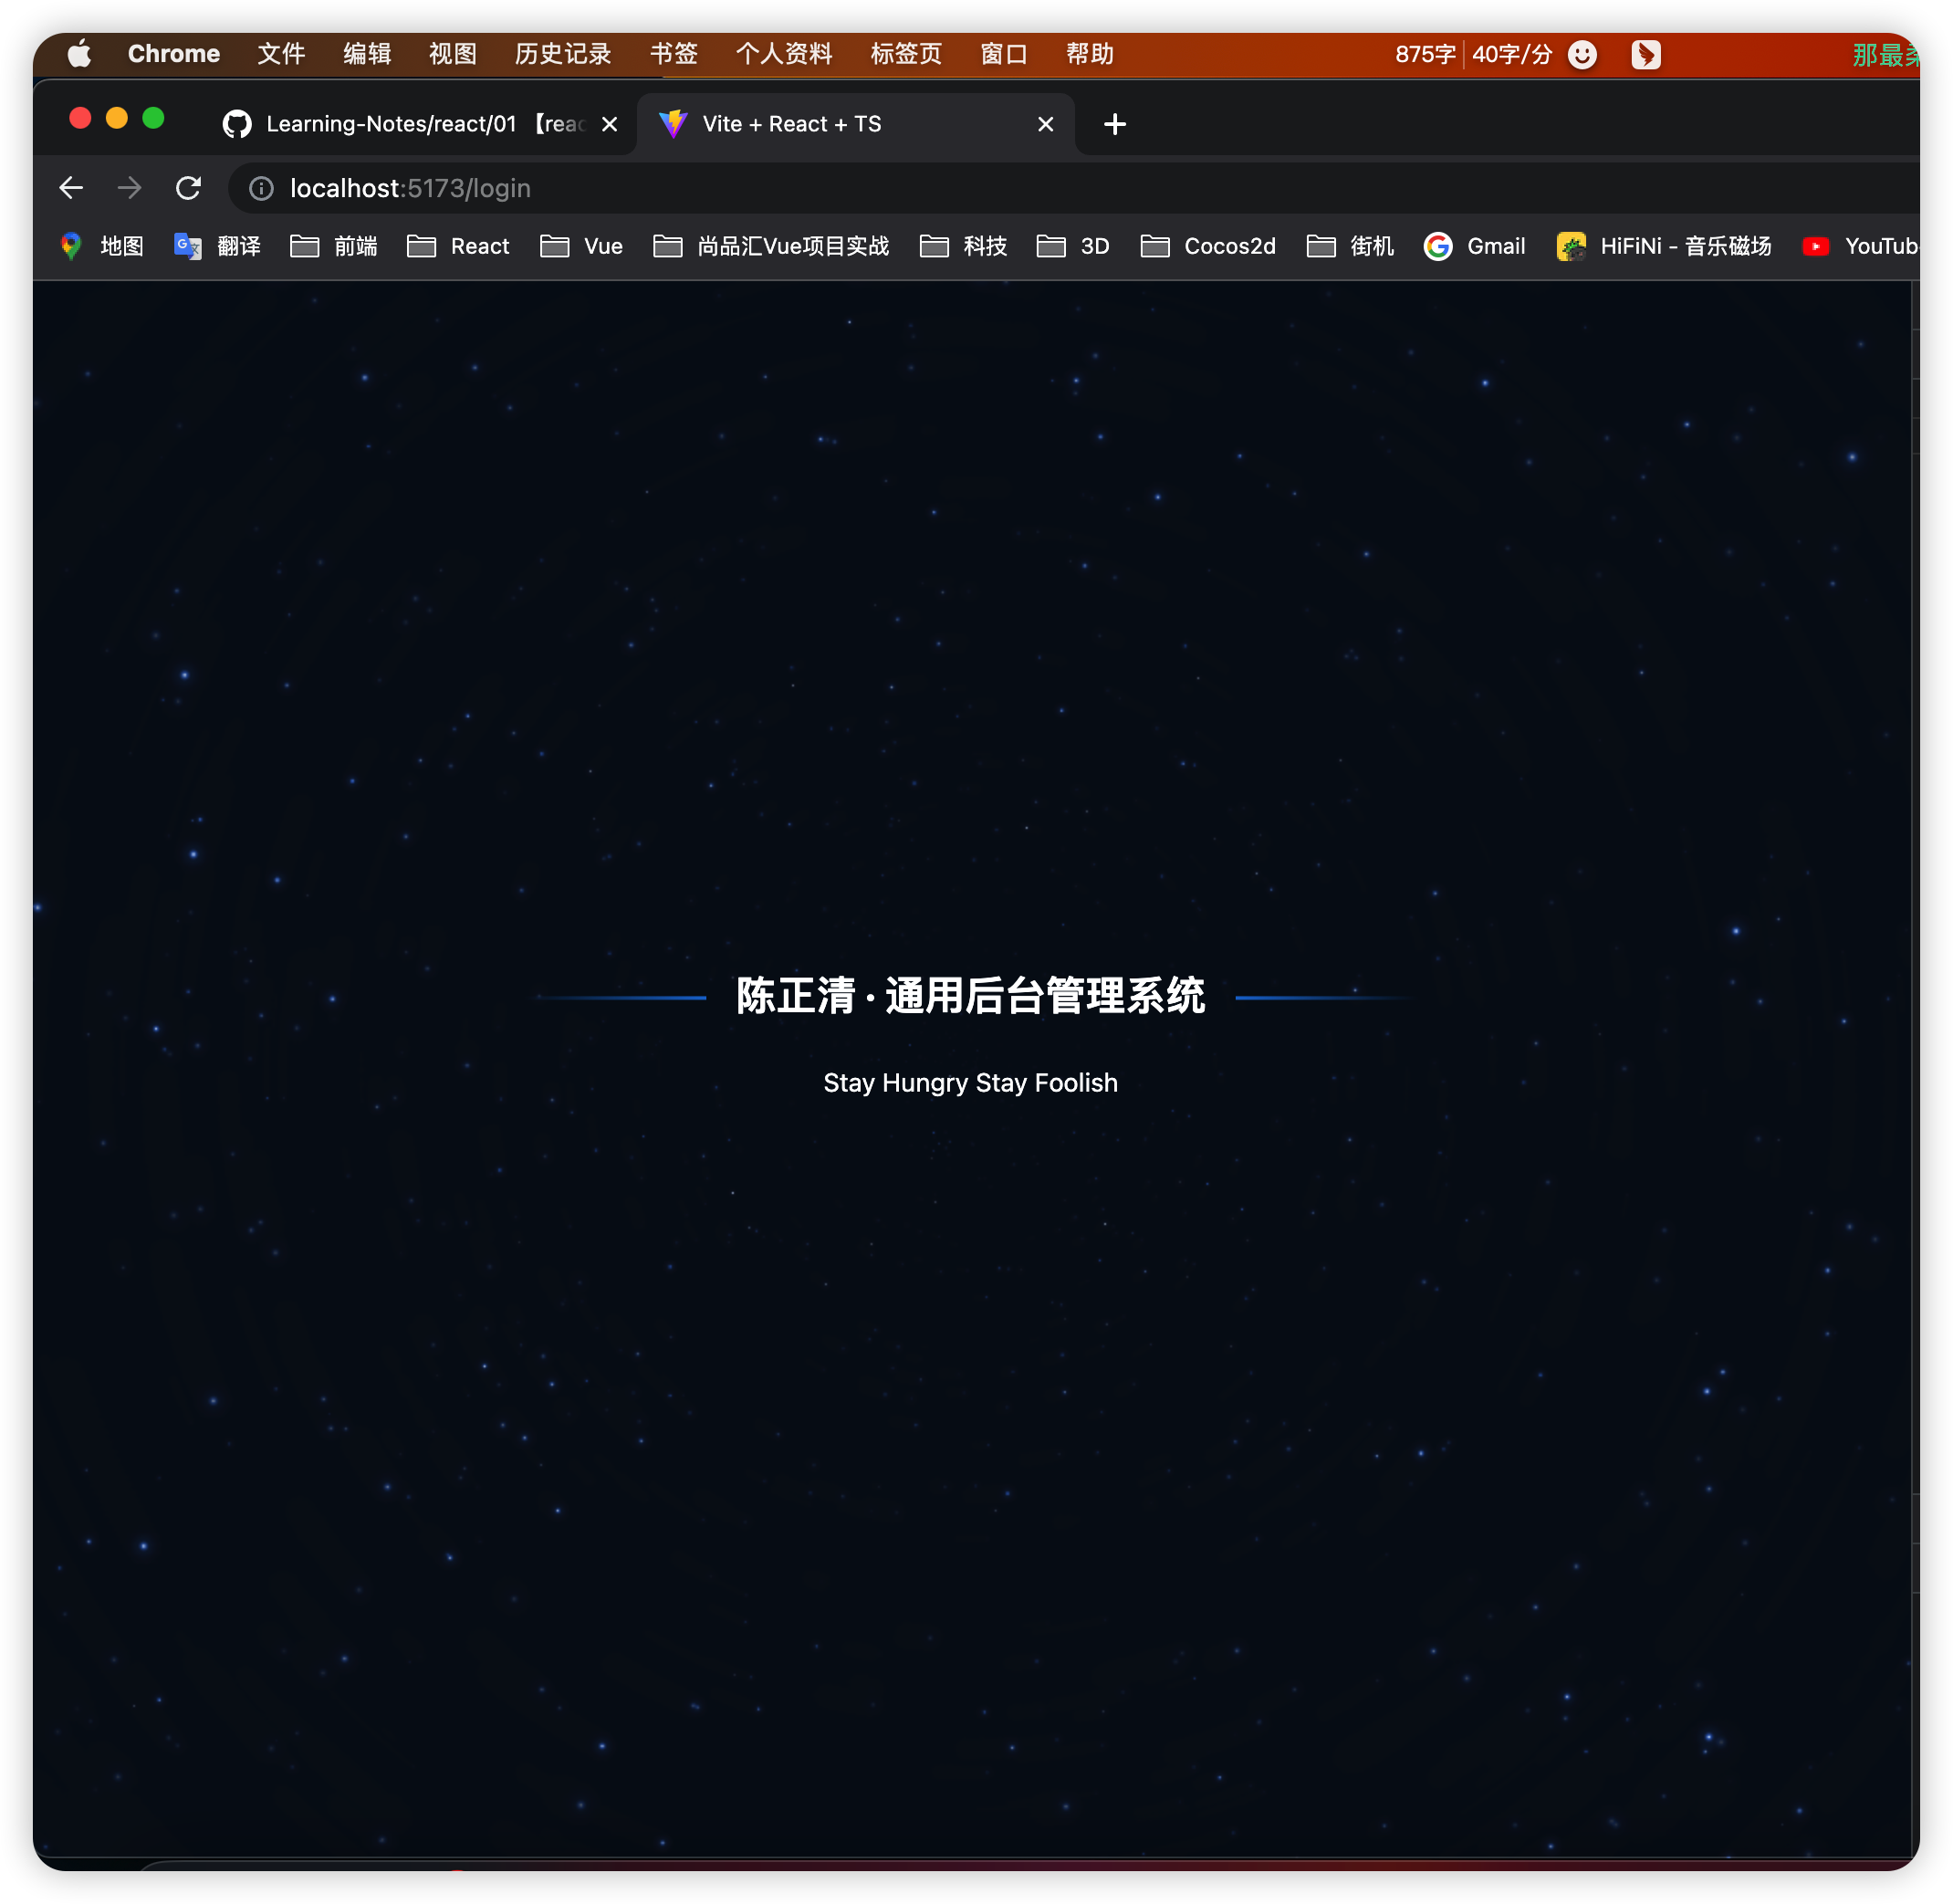 Chrome 文件 编辑 视图 历史记录 书签 个人资料 标签页 窗口 帮助 875字 40字/分 那最
Learning-Notes/react/01 【reac Vite + React + TS
localhost:5173/login
地图 翻译 前端 React Vue 尚品汇Vue项目实战 科技 3D Cocos2d 街机 Gmail HiFiNi - 音乐磁场 YouTub
陈正清 · 通用后台管理系统
Stay Hungry Stay Foolish